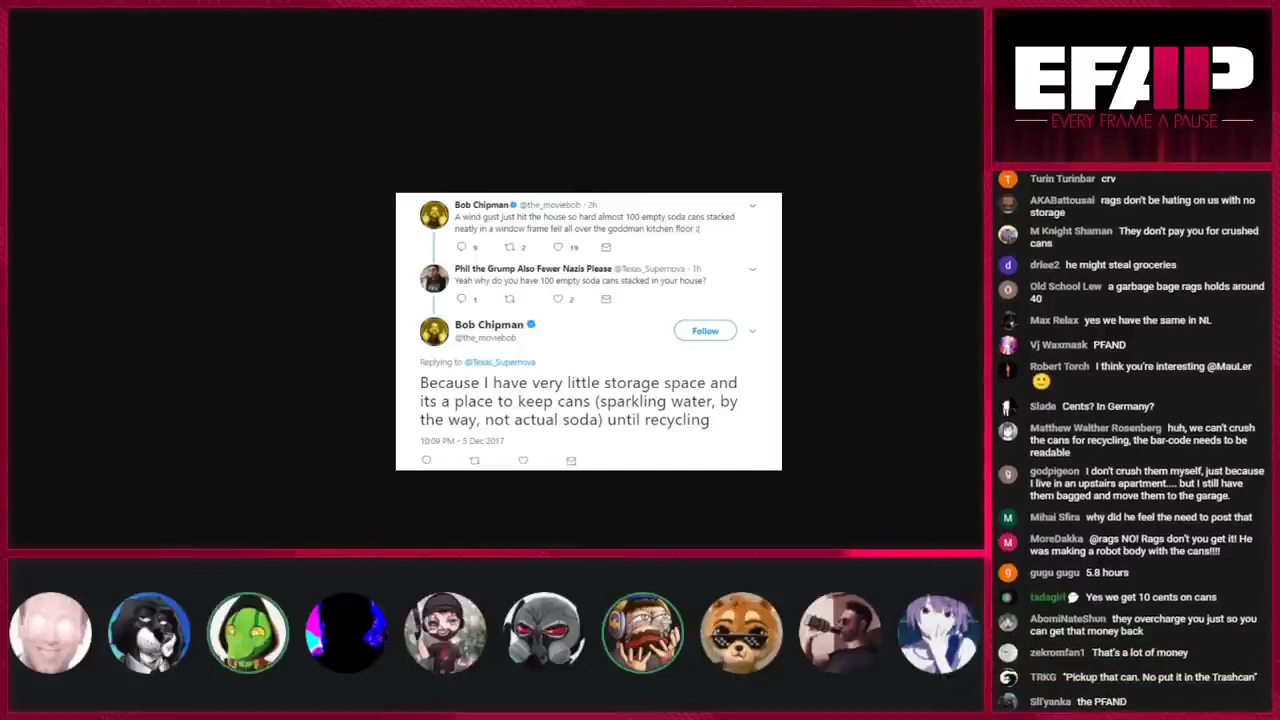 Bob Chipman @the_moviebob · 2h
A wind gust just hit the house so hard almost 100 empty soda cans stacked
neatly in a window frame fell all over the goddman kitchen floor :(
9 2 19
Phil the Grump Also Fewer Nazis Please @Texas_Supernova · 1h
Yeah why do you have 100 empty soda cans stacked in your house?
1 2
Bob Chipman
@the_moviebob
Follow
Replying to @Texas_Supernova
Because I have very little storage space and
its a place to keep cans (sparkling water, by
the way, not actual soda) until recycling
10:09 PM - 5 Dec 2017
EFAP
EVERY FRAME A PAUSE
T Turin Turinbar crv
AKABattousai rags don't be hating on us with no
storage
M Knight Shaman They don't pay you for crushed
cans
d drlee2 he might steal groceries
O Old School Lew a garbage bage rags holds around
40
Max Relax yes we have the same in NL
Vj Waxmask PFAND
Robert Torch I think you're interesting @MauLer
Slade Cents? In Germany?
Matthew Walther Rosenberg huh, we can't crush
the cans for recycling, the bar-code needs to be
readable
g godpigeon I don't crush them myself, just because
I live in an upstairs apartment.... but I still have
them bagged and move them to the garage.
M Mihai Sfira why did he feel the need to post that
M MoreDakka @rags NO! Rags don't you get it! He
was making a robot body with the cans!!!!
g gugu gugu 5.8 hours
tadsgirl Yes we get 10 cents on cans
AbomiNateShun they overcharge you just so you
can get that money back
zekromfan1 That's a lot of money
TRKG "Pickup that can. No put it in the Trashcan"
Sli'yanka the PFAND